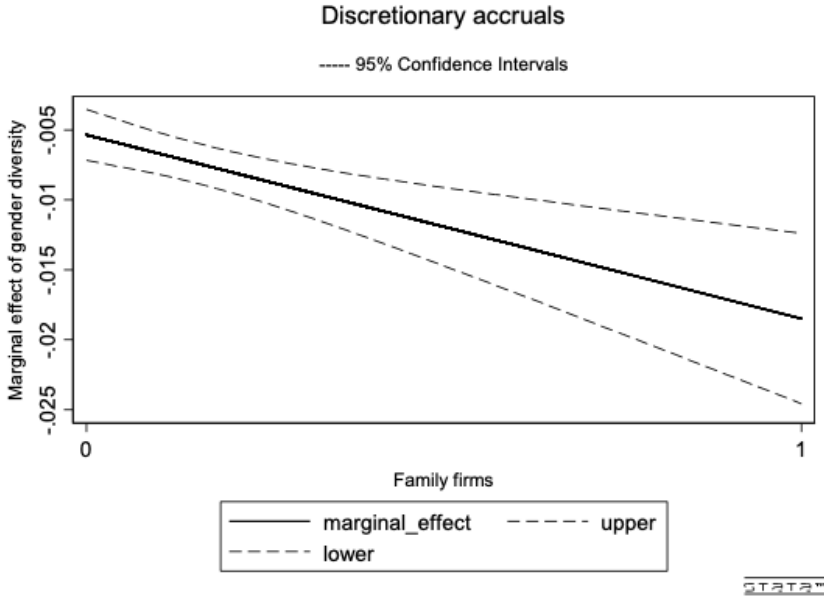 Discretionary accruals
----- 95% Confidence Intervals
Marginal effect of gender diversity
-.005
-.01
-.015
-.02
-.025
0 1
Family firms
marginal_effect upper
lower
STATA™